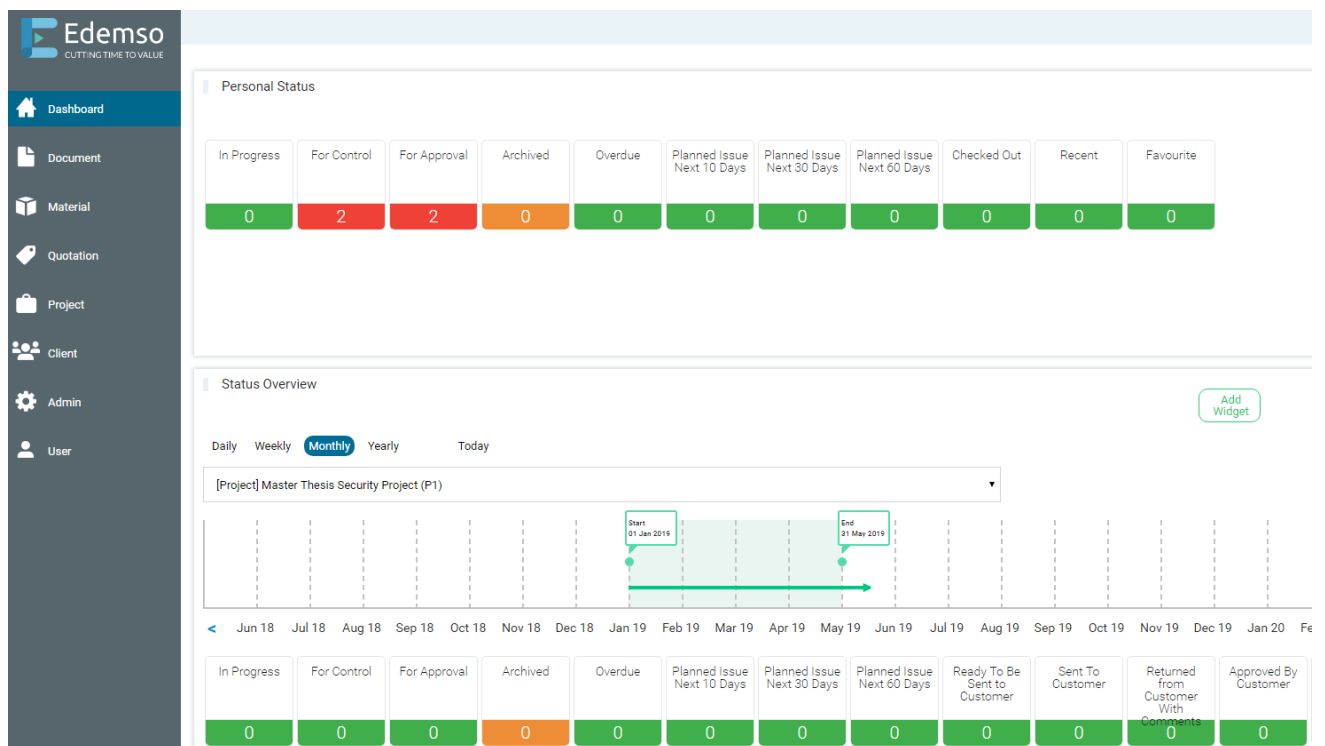 Edemso
CUTTING TIME TO VALUE
Dashboard
Document
Material
Quotation
Project
Client
Admin
User
Personal Status
In Progress
0
For Control
2
For Approval
2
Archived
0
Overdue
0
Planned Issue
Next 10 Days
0
Planned Issue
Next 30 Days
0
Planned Issue
Next 60 Days
0
Checked Out
0
Recent
0
Favourite
0
Status Overview
Add
Widget
Daily Weekly Monthly Yearly Today
[Project] Master Thesis Security Project (P1)
Start
01 Jan 2019
End
31 May 2019
< Jun 18 Jul 18 Aug 18 Sep 18 Oct 18 Nov 18 Dec 18 Jan 19 Feb 19 Mar 19 Apr 19 May 19 Jun 19 Jul 19 Aug 19 Sep 19 Oct 19 Nov 19 Dec 19 Jan 20 Fe
In Progress
0
For Control
0
For Approval
0
Archived
0
Overdue
0
Planned Issue
Next 10 Days
0
Planned Issue
Next 30 Days
0
Planned Issue
Next 60 Days
0
Ready To Be
Sent to
Customer
0
Sent To
Customer
0
Returned
from
Customer
With
Comments
0
Approved By
Customer
0